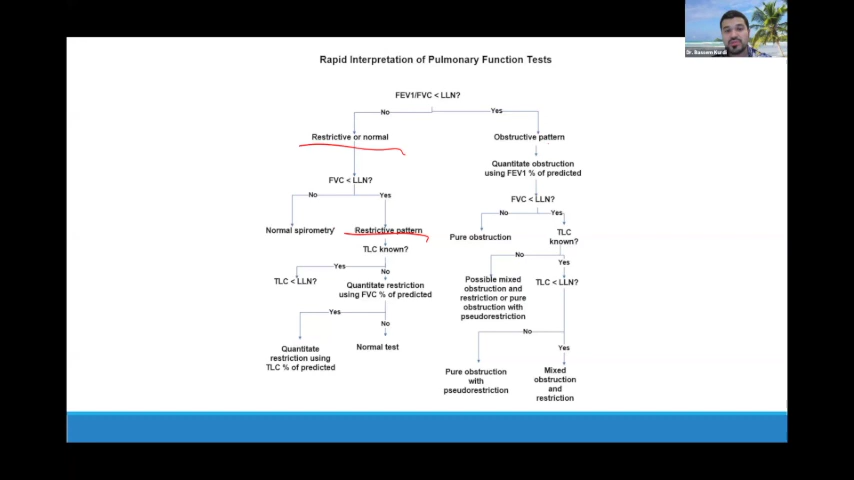 Dr. Bassem Kurdi
Rapid Interpretation of Pulmonary Function Tests
FEV1/FVC < LLN?
No
Yes
Restrictive or normal
Obstructive pattern
Quantitate obstruction
using FEV1 % of predicted
FVC < LLN?
No
Yes
FVC < LLN?
No
Yes
Normal spirometry
Restrictive pattern
Pure obstruction
TLC
known?
TLC known?
Yes
No
No
Yes
TLC < LLN?
Quantitate restriction
using FVC % of predicted
Possible mixed
obstruction and
restriction or pure
obstruction with
pseudorestriction
TLC < LLN?
Yes
No
No
Yes
Quantitate
restriction using
TLC % of predicted
Normal test
Pure obstruction
with
pseudorestriction
Mixed
obstruction
and
restriction